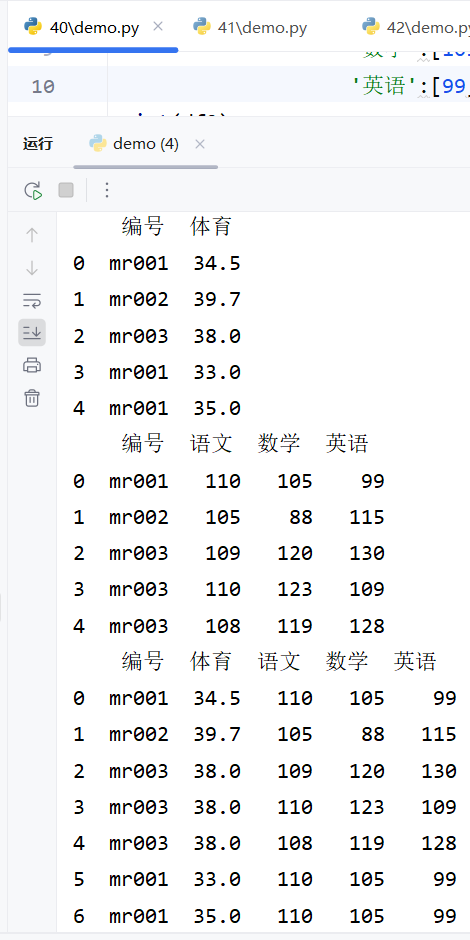 40\demo.py 41\demo.py 42\demo.py
10 '英语':[99,
运行 demo (4)
编号 体育
0 mr001 34.5
1 mr002 39.7
2 mr003 38.0
3 mr001 33.0
4 mr001 35.0
编号 语文 数学 英语
0 mr001 110 105 99
1 mr002 105 88 115
2 mr003 109 120 130
3 mr003 110 123 109
4 mr003 108 119 128
编号 体育 语文 数学 英语
0 mr001 34.5 110 105 99
1 mr002 39.7 105 88 115
2 mr003 38.0 109 120 130
3 mr003 38.0 110 123 109
4 mr003 38.0 108 119 128
5 mr001 33.0 110 105 99
6 mr001 35.0 110 105 99